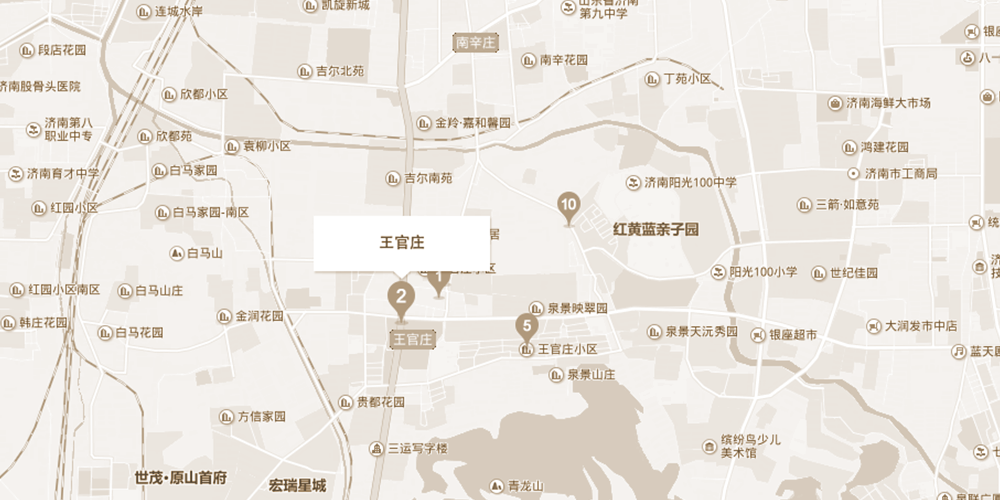 连城水岸
凯旋新城
山东省济南
第九中学
段店花园
南辛庄
南辛花园
银座
吉尔北苑
丁苑小区
八一
济南股骨头医院
欣都小区
济南海鲜大市场
济南第八
职业中专
金羚·嘉和馨园
欣都苑
袁柳小区
鸿建花园
济南育才中学
白马家园
吉尔南苑
济南市工商局
济南阳光100中学
红园小区
白马家园-南区
10
三箭·如意苑
统
红黄蓝亲子园
居
王官庄
白马山
小区
阳光100小学
世纪佳园
济
1
红园小区南区
白马山庄
2
泉景映翠园
韩庄花园
金润花园
5
白马花园
王官庄
泉景天沅秀园
银座超市
大润发市中店
王官庄小区
蓝天
泉景山庄
贵都花园
方信家园
三运写字楼
缤纷鸟少儿
美术馆
七
世茂·原山首府
宏瑞星城
青龙山
泉联广